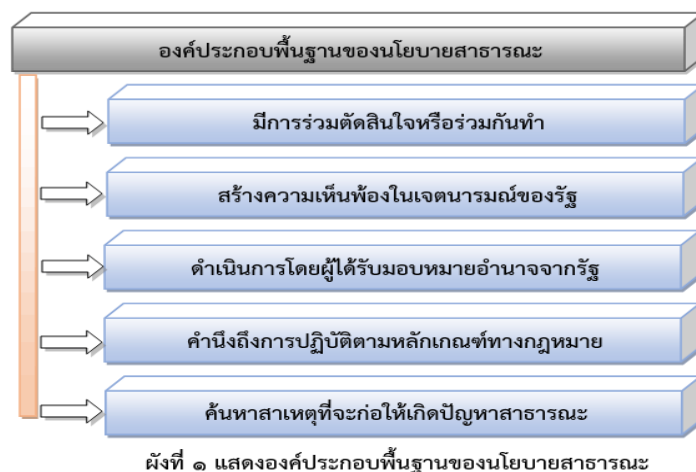 องค์ประกอบพื้นฐานของนโยบายสาธารณะ
มีการร่วมตัดสินใจหรือร่วมกันทำ
สร้างความเห็นพ้องในเจตนารมณ์ของรัฐ
ดำเนินการโดยผู้ได้รับมอบหมายอำนาจจากรัฐ
คำนึงถึงการปฏิบัติตามหลักเกณฑ์ทางกฎหมาย
ค้นหาสาเหตุที่จะก่อให้เกิดปัญหาสาธารณะ
ผังที่ ๑ แสดงองค์ประกอบพื้นฐานของนโยบายสาธารณะ